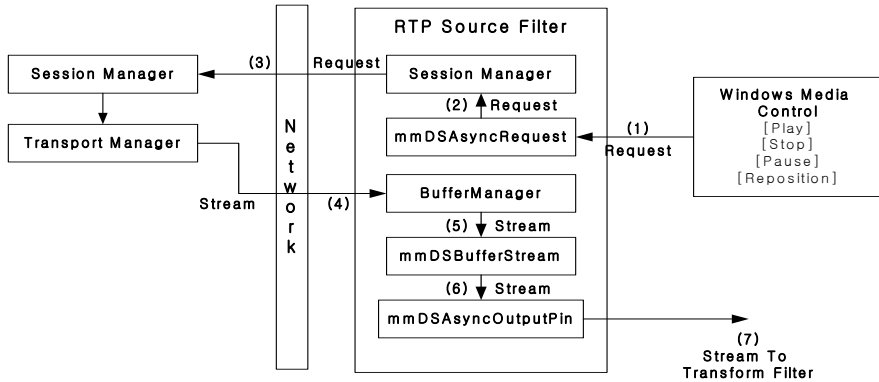 RTP Source Filter
(3)
Request
Session Manager
Session Manager
(2)
Request
Transport Manager
mmDSAsyncRequest
(1)
Request
Windows Media
Control
[Play]
[Stop]
[Pause]
[Reposition]
Network
Stream
(4)
BufferManager
(5)
Stream
mmDSBufferStream
(6)
Stream
mmDSAsyncOutputPin
(7)
Stream To
Transform Filter